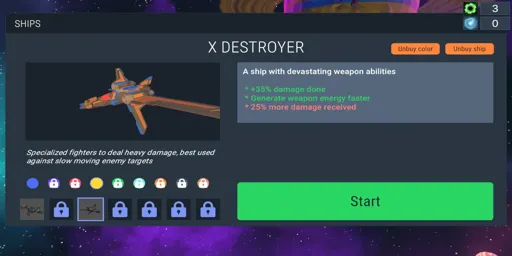 3
SHIPS
0
X DESTROYER
Unbuy color
Unbuy ship
A ship with devastating weapon abilities
* +35% damage done
* Generate weapon energy faster
* 25% more damage received
Specialized fighters to deal heavy damage, best used
against slow moving enemy targets
Start